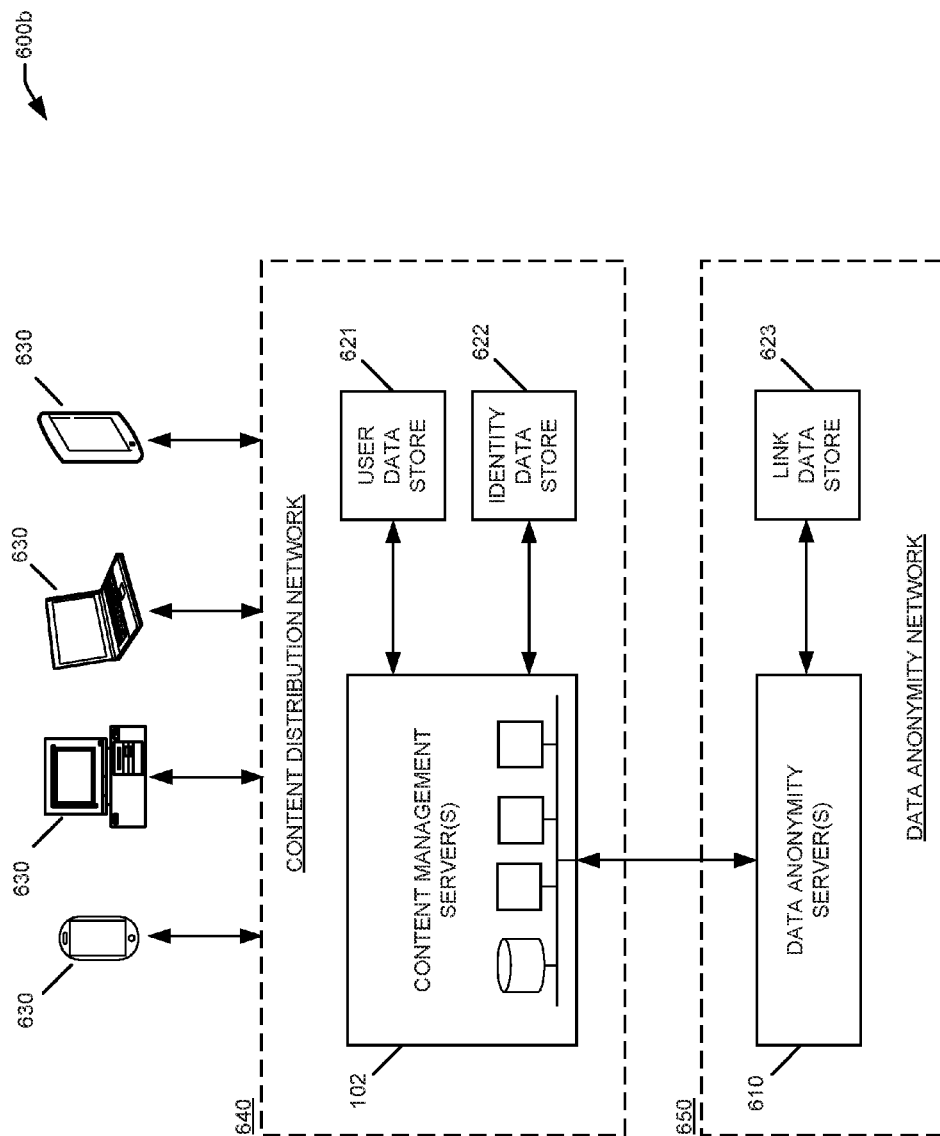 600b
630
630
630
630
640
CONTENT DISTRIBUTION NETWORK
102
CONTENT MANAGEMENT
SERVER(S)
USER
DATA
STORE
621
IDENTITY
DATA
STORE
622
650
610
DATA ANONYMITY
SERVER(S)
LINK
DATA
STORE
623
DATA ANONYMITY NETWORK